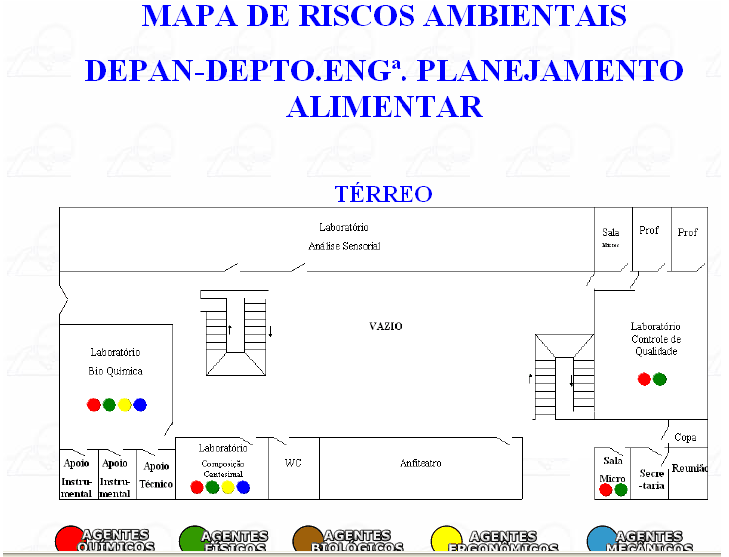 MAPA DE RISCOS AMBIENTAIS
DEPAN-DEPTO.ENGª. PLANEJAMENTO
ALIMENTAR
TÉRREO
Laboratório
Análise Sensorial
Sala
Prof
Prof
VAZIO
Laboratório
Controle de
Qualidade
Laboratório
Bio Química
Copa
Apoio
Instru-
mental
Apoio
Instru-
mental
Apoio
Técnico
Laboratório
Composição
Centesimal
WC
Anfiteatro
Sala
Micro
Secre
-taria
Reunião
AGENTES
QUÍMICOS
AGENTES
FÍSICOS
AGENTES
BIOLÓGICOS
AGENTES
ERGONÔMICOS
AGENTES
MECÂNICOS